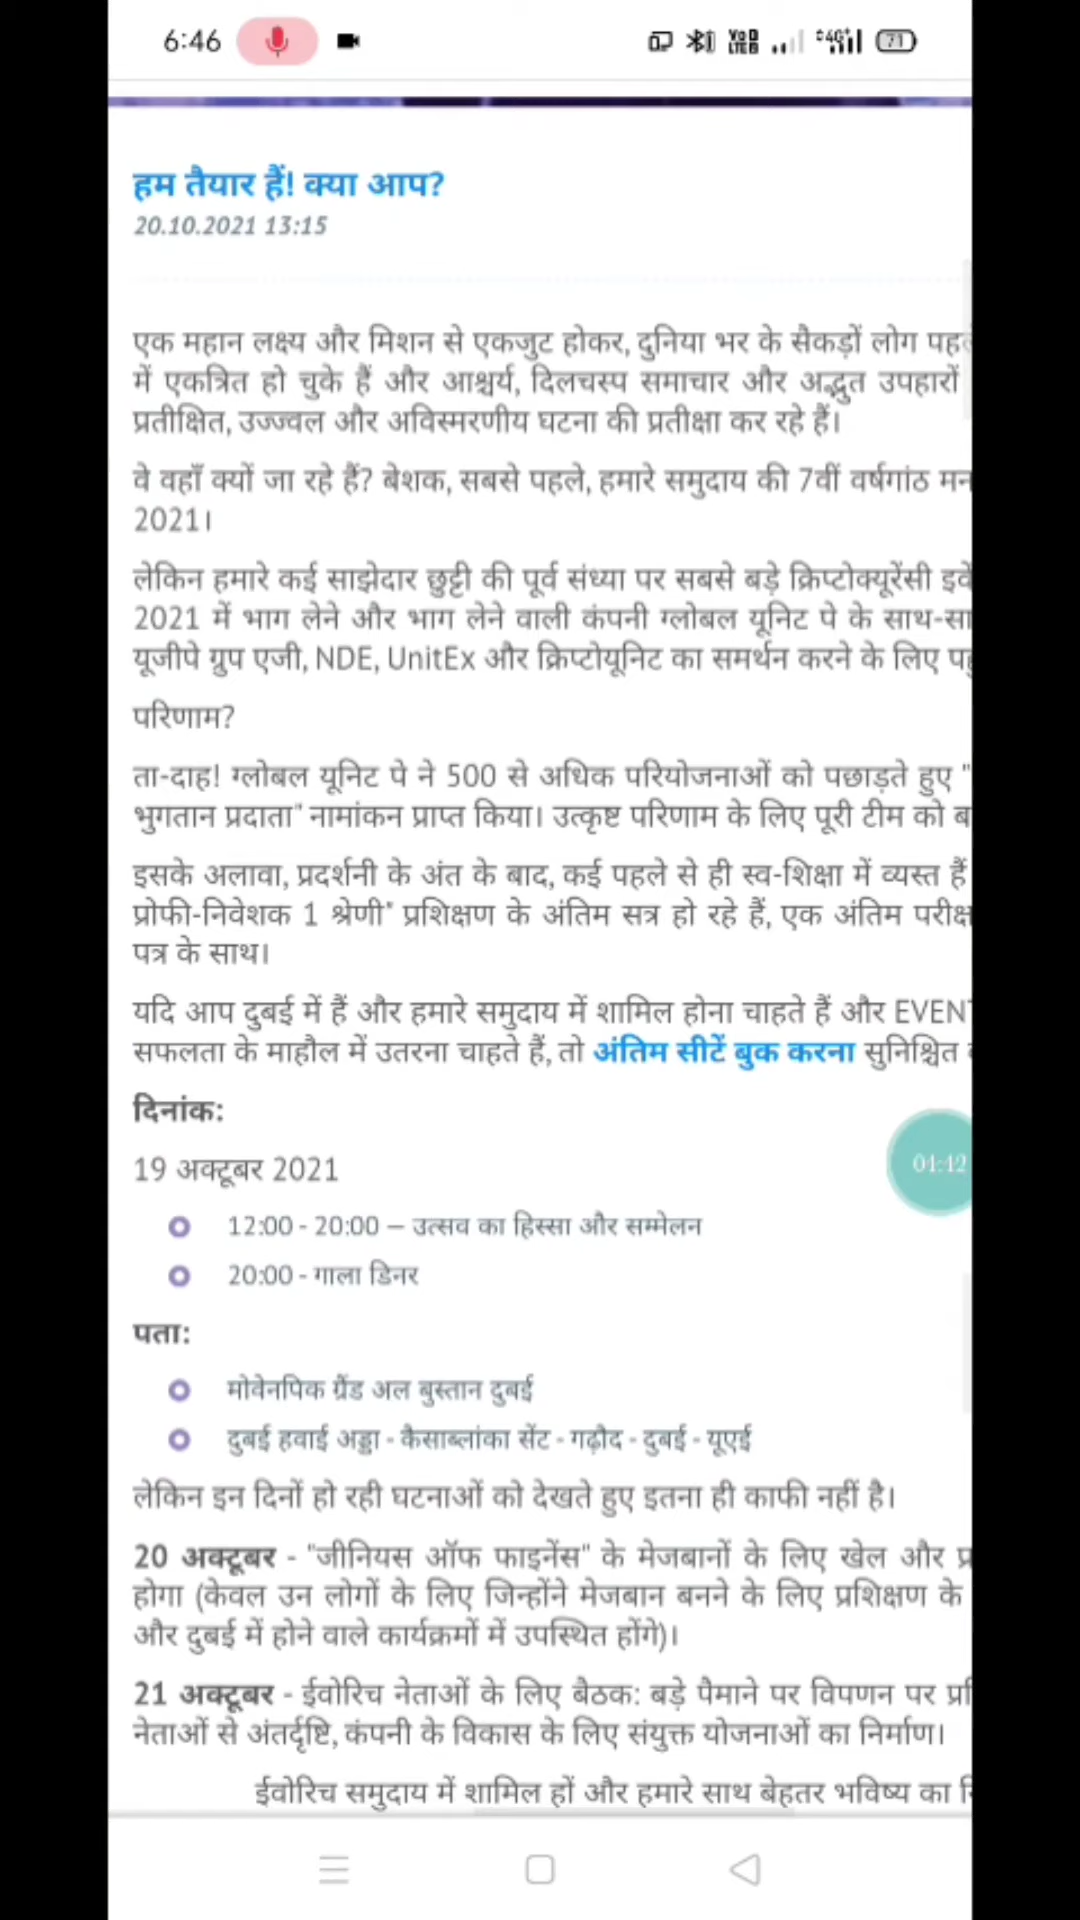 6:46
VoLTE 4G+ 71
हम तैयार हैं! क्या आप?
20.10.2021 13:15
एक महान लक्ष्य और मिशन से एकजुट होकर, दुनिया भर के सैकड़ों लोग
में एकत्रित हो चुके हैं और आश्चर्य, दिलचस्प समाचार और अद्भुत उपहारों
प्रतीक्षित, उज्ज्वल और अविस्मरणीय घटना की प्रतीक्षा कर रहे हैं।
वे वहाँ क्यों जा रहे हैं? बेशक, सबसे पहले, हमारे समुदाय की 7वीं वर्षगांठ
2021।
लेकिन हमारे कई साझेदार छुट्टी की पूर्व संध्या पर सबसे बड़े क्रिप्टोक्यूरेंसी
2021 में भाग लेने और भाग लेने वाली कंपनी ग्लोबल यूनिट पे के
यूजीपे ग्रुप एजी, NDE, UnitEx और क्रिप्टोयूनिट का समर्थन करने के लिए
परिणाम?
ता-दाह! ग्लोबल यूनिट पे ने 500 से अधिक परियोजनाओं को पछाड़ते हुए "
भुगतान प्रदाता" नामांकन प्राप्त किया। उत्कृष्ट परिणाम के लिए पूरी टीम को
इसके अलावा, प्रदर्शनी के अंत के बाद, कई पहले से ही स्व-शिक्षा में व्यस्त हैं
प्रोफी-निवेशक 1 श्रेणी" प्रशिक्षण के अंतिम सत्र हो रहे हैं, एक अंतिम
पत्र के साथ।
यदि आप दुबई में हैं और हमारे समुदाय में शामिल होना चाहते हैं और
सफलता के माहौल में उतरना चाहते हैं, तो अंतिम सीटें बुक करना सुनिश्चित
दिनांक:
19 अक्टूबर 2021
01:42
12:00 - 20:00 – उत्सव का हिस्सा और सम्मेलन
20:00 - गाला डिनर
पता:
मोवेनपिक ग्रैंड अल बुस्तान दुबई
दुबई हवाई अड्डा - कैसाब्लांका सेंट - गढ़ौद - दुबई - यूएई
लेकिन इन दिनों हो रही घटनाओं को देखते हुए इतना ही काफी नहीं है।
20 अक्टूबर - "जीनियस ऑफ फाइनेंस" के मेजबानों के लिए खेल और
होगा (केवल उन लोगों के लिए जिन्होंने मेजबान बनने के लिए प्रशिक्षण के
और दुबई में होने वाले कार्यक्रमों में उपस्थित होंगे)।
21 अक्टूबर - ईवोरिच नेताओं के लिए बैठक: बड़े पैमाने पर विपणन पर
नेताओं से अंतर्दृष्टि, कंपनी के विकास के लिए संयुक्त योजनाओं का निर्माण।
ईवोरिच समुदाय में शामिल हों और हमारे साथ बेहतर भविष्य का